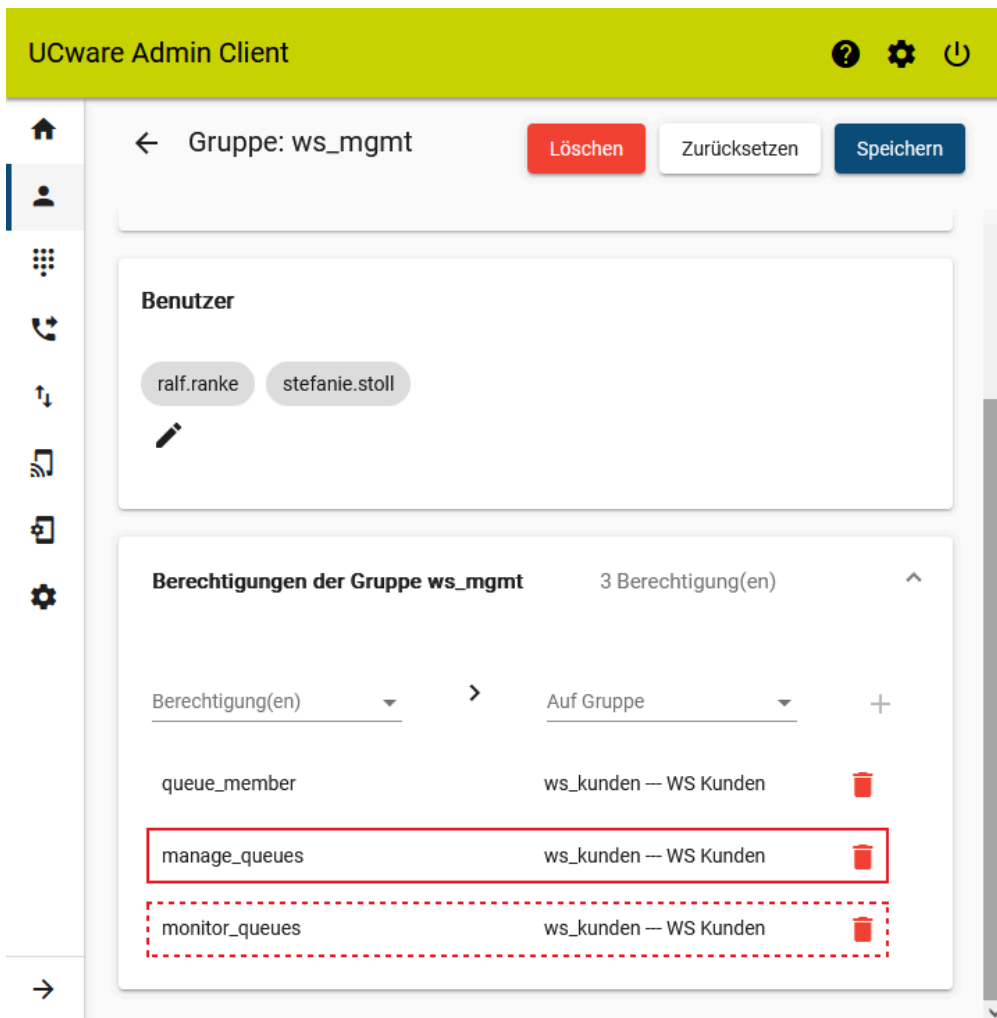 UCware Admin Client
Gruppe: ws_mgmt
Löschen
Zurücksetzen
Speichern
Benutzer
ralf.ranke
stefanie.stoll
Berechtigungen der Gruppe ws_mgmt
3 Berechtigung(en)
Berechtigung(en)
Auf Gruppe
queue_member ws_kunden --- WS Kunden
manage_queues ws_kunden --- WS Kunden
monitor_queues ws_kunden --- WS Kunden